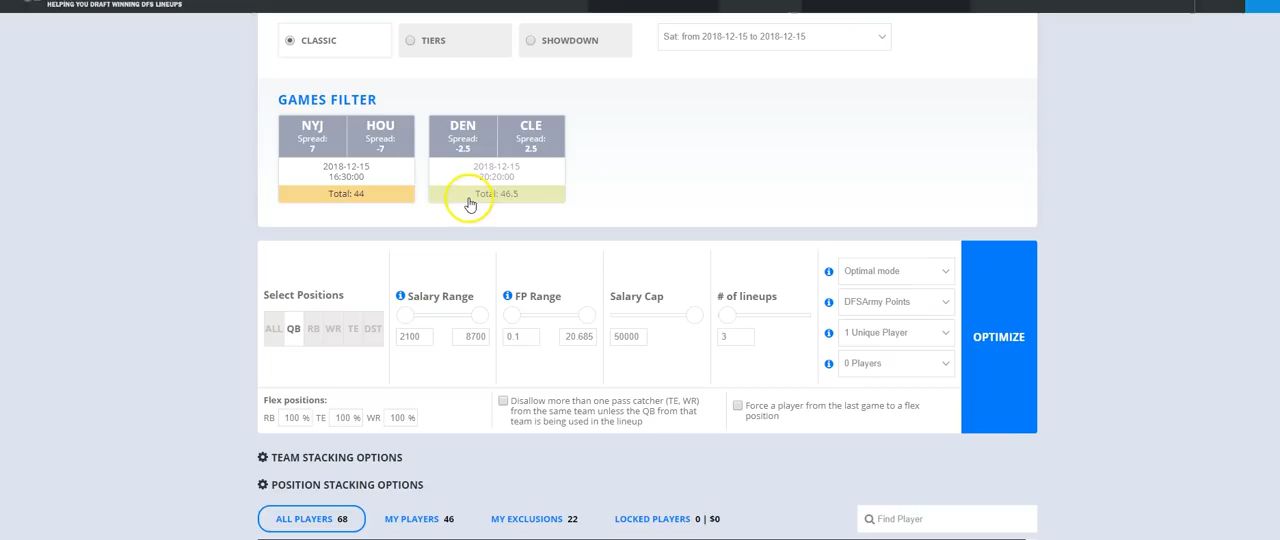 HELPING YOU DRAFT WINNING DFS LINEUPS
CLASSIC
TIERS
SHOWDOWN
Sat: from 2018-12-15 to 2018-12-15
GAMES FILTER
NYJ HOU
Spread: Spread:
7 -7
2018-12-15
16:30:00
Total: 44
DEN CLE
Spread: Spread:
-2.5 2.5
2018-12-15
20:20:00
Total: 46.5
Select Positions
ALL QB RB WR TE DST
Salary Range
2100 8700
FP Range
0.1 20.685
Salary Cap
50000
# of lineups
3
Optimal mode
DFSArmy Points
1 Unique Player
0 Players
OPTIMIZE
Flex positions:
RB 100 % TE 100 % WR 100 %
Disallow more than one pass catcher (TE, WR)
from the same team unless the QB from that
team is being used in the lineup
Force a player from the last game to a flex
position
TEAM STACKING OPTIONS
POSITION STACKING OPTIONS
ALL PLAYERS 68
MY PLAYERS 46
MY EXCLUSIONS 22
LOCKED PLAYERS 0 | $0
Find Player